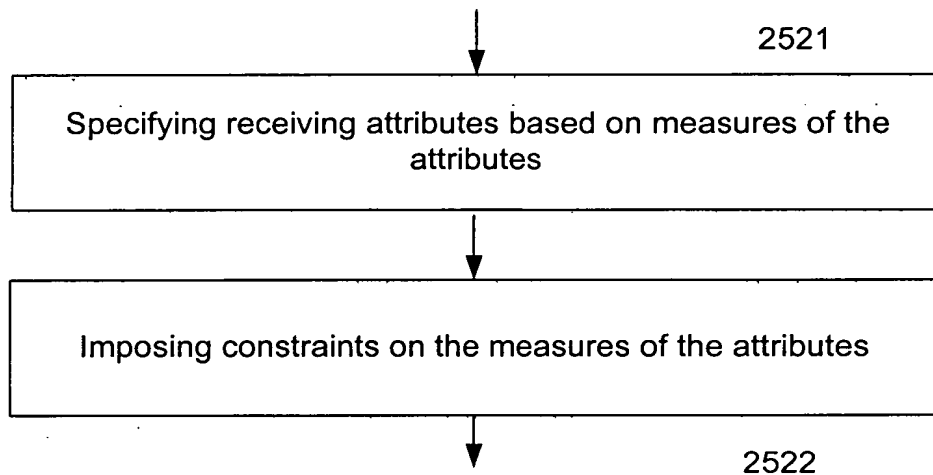 2521
Specifying receiving attributes based on measures of the
attributes
Imposing constraints on the measures of the attributes
2522